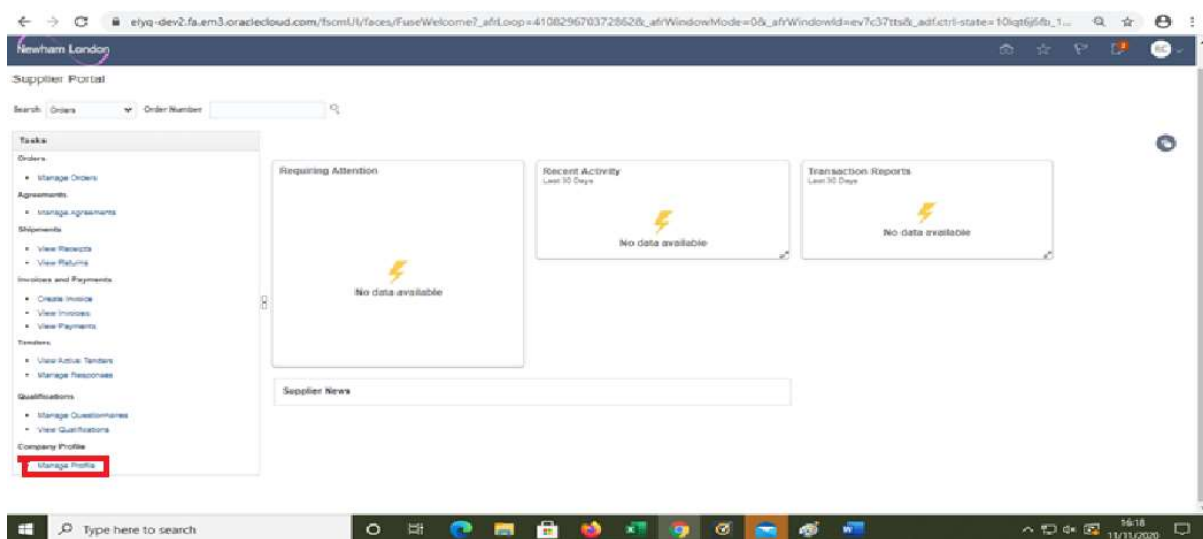 elyq-dev2.fa.em3.oraclecloud.com/fscmUI/faces/FuseWelcome?_afrLoop=4108296703728628&_afrWindowMode=0&_afrWindowId=ev7c37tts&_adf.ctrl-state=10liqt6j6fb_1...
Newham London
RC
Supplier Portal
Search Orders Order Number
Tasks
Orders
Manage Orders
Agreements
Manage Agreements
Shipments
View Receipts
View Returns
Invoices and Payments
Create Invoice
View Invoices
View Payments
Tenders
View Active Tenders
Manage Responses
Qualifications
Manage Questionnaires
View Qualifications
Company Profile
Manage Profile
Requiring Attention
No data available
Recent Activity
Last 30 Days
No data available
Transaction Reports
Last 30 Days
No data available
Supplier News
Type here to search
16:18
11/11/2020